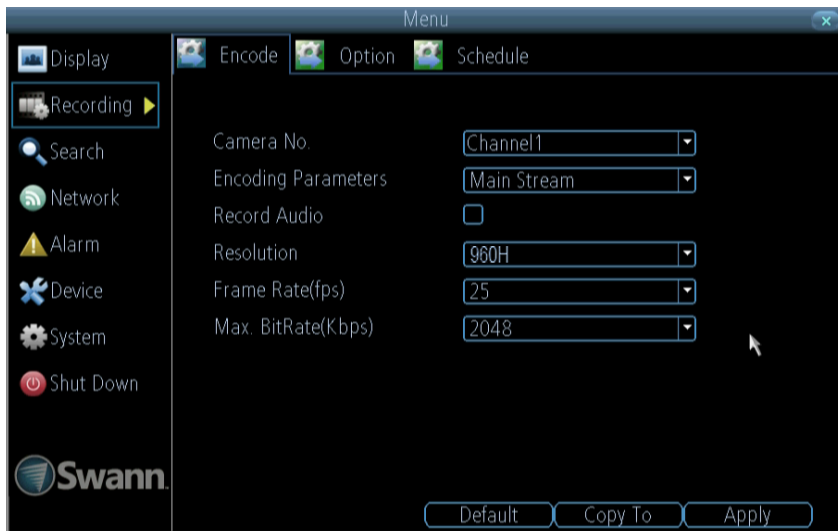 Menu
Display
Recording
Search
Network
Alarm
Device
System
Shut Down
Swann
Encode Option Schedule
Camera No. Channel1
Encoding Parameters Main Stream
Record Audio
Resolution 960H
Frame Rate(fps) 25
Max. BitRate(Kbps) 2048
Default Copy To Apply